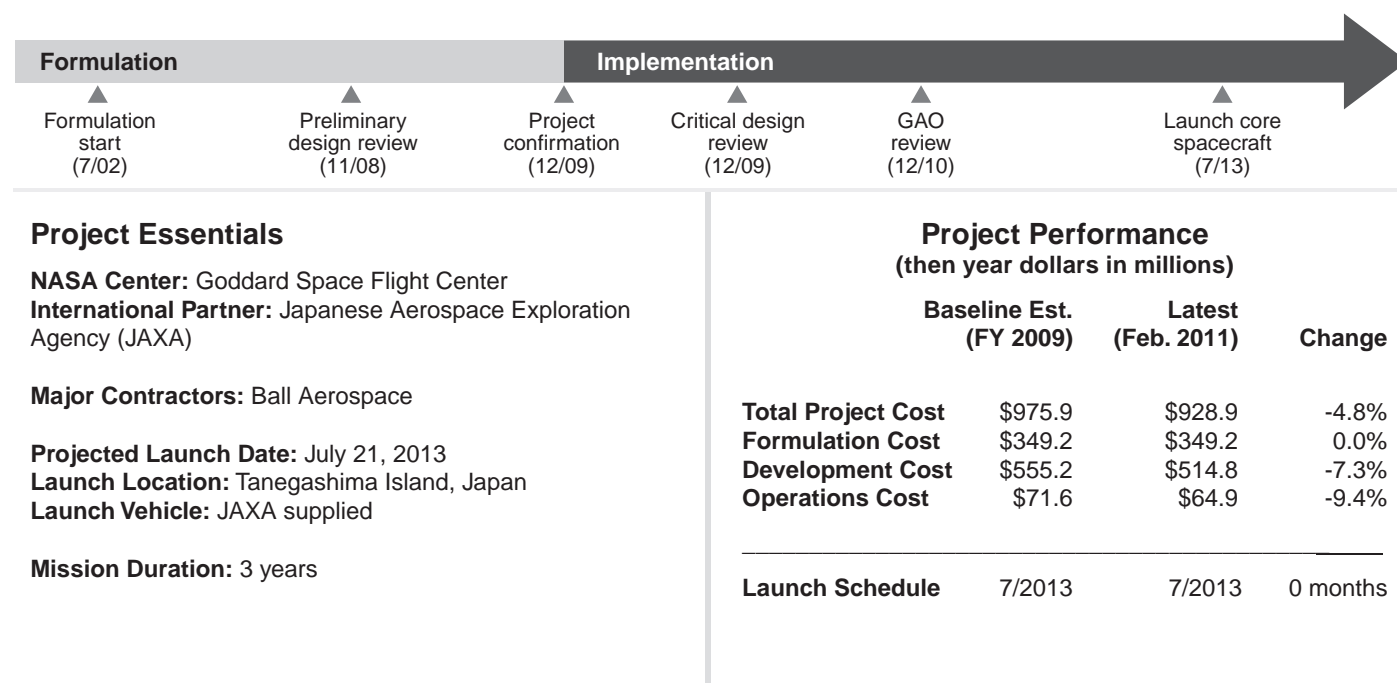 Formulation Implementation
Formulation
start
(7/02)
Preliminary
design review
(11/08)
Project
confirmation
(12/09)
Critical design
review
(12/09)
GAO
review
(12/10)
Launch core
spacecraft
(7/13)
Project Essentials
NASA Center: Goddard Space Flight Center
International Partner: Japanese Aerospace Exploration
Agency (JAXA)
Major Contractors: Ball Aerospace
Projected Launch Date: July 21, 2013
Launch Location: Tanegashima Island, Japan
Launch Vehicle: JAXA supplied
Mission Duration: 3 years
Project Performance
(then year dollars in millions)
Baseline Est. Latest
(FY 2009) (Feb. 2011) Change
Total Project Cost $975.9 $928.9 -4.8%
Formulation Cost $349.2 $349.2 0.0%
Development Cost $555.2 $514.8 -7.3%
Operations Cost $71.6 $64.9 -9.4%
Launch Schedule 7/2013 7/2013 0 months